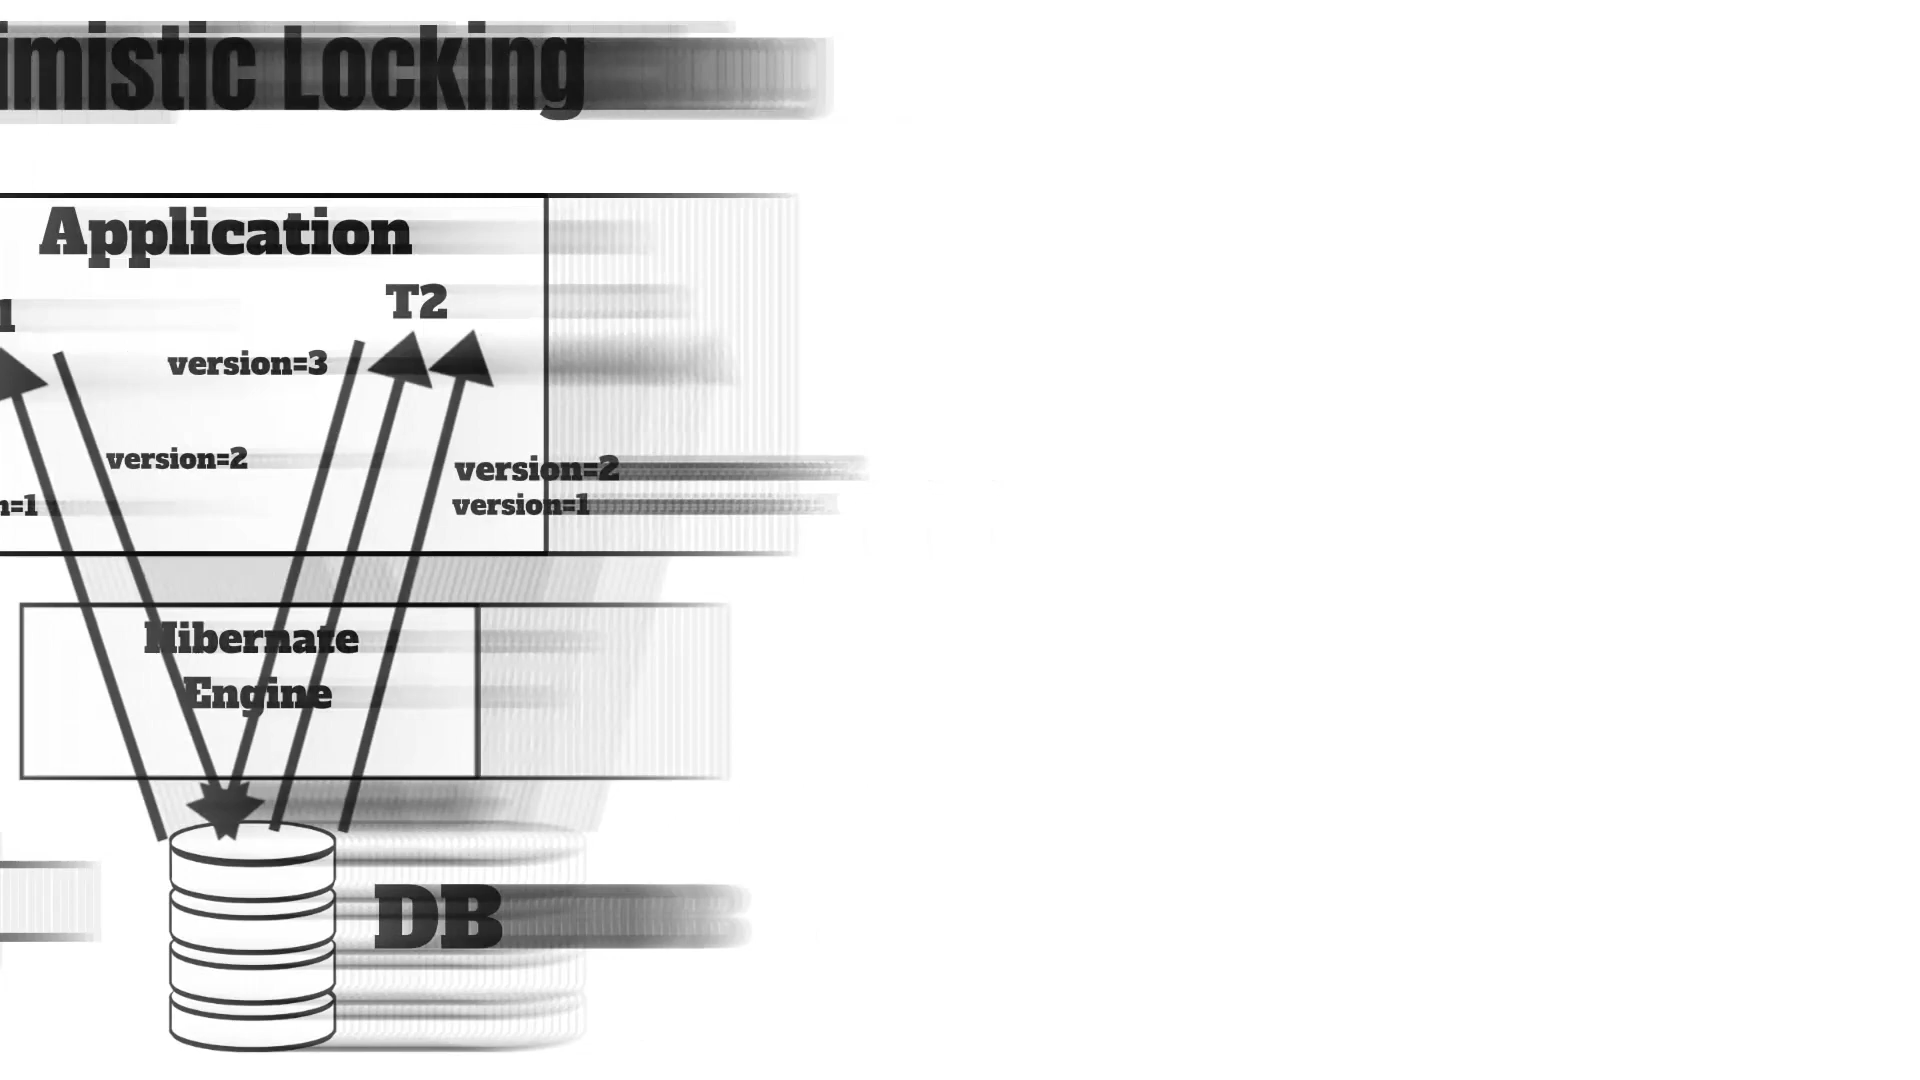 imistic Locking
Application
1
T2
version=3
version=2
version=2
n=1
version=1
Hibernate
Engine
DB